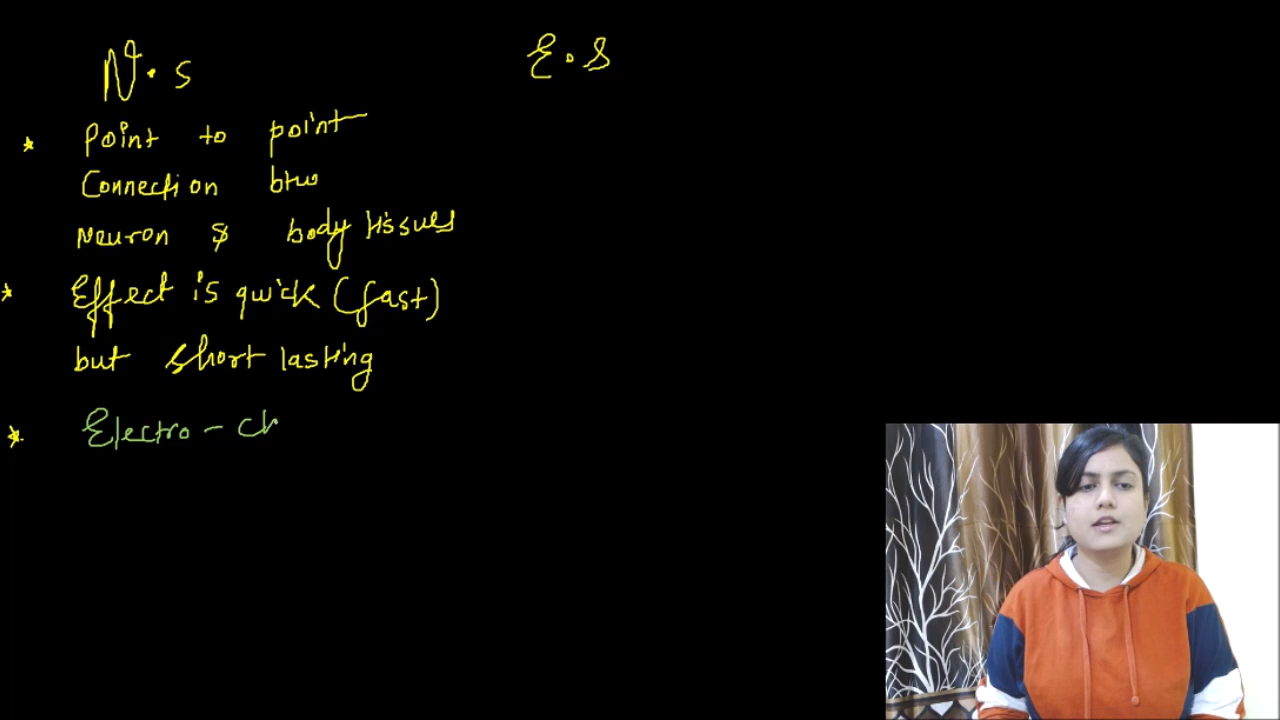 N.S
E.S
* Point to point
Connection btw
Neuron & body tissues
* Effect is quick (fast)
but short lasting
* Electro - ch